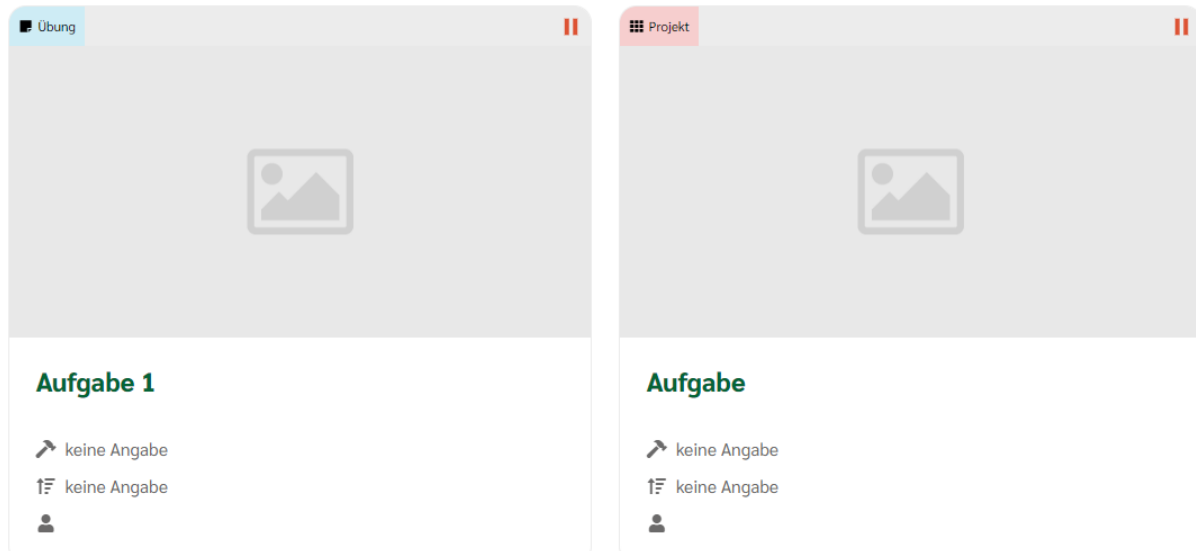 Übung
Aufgabe 1
keine Angabe
keine Angabe
Projekt
Aufgabe
keine Angabe
keine Angabe